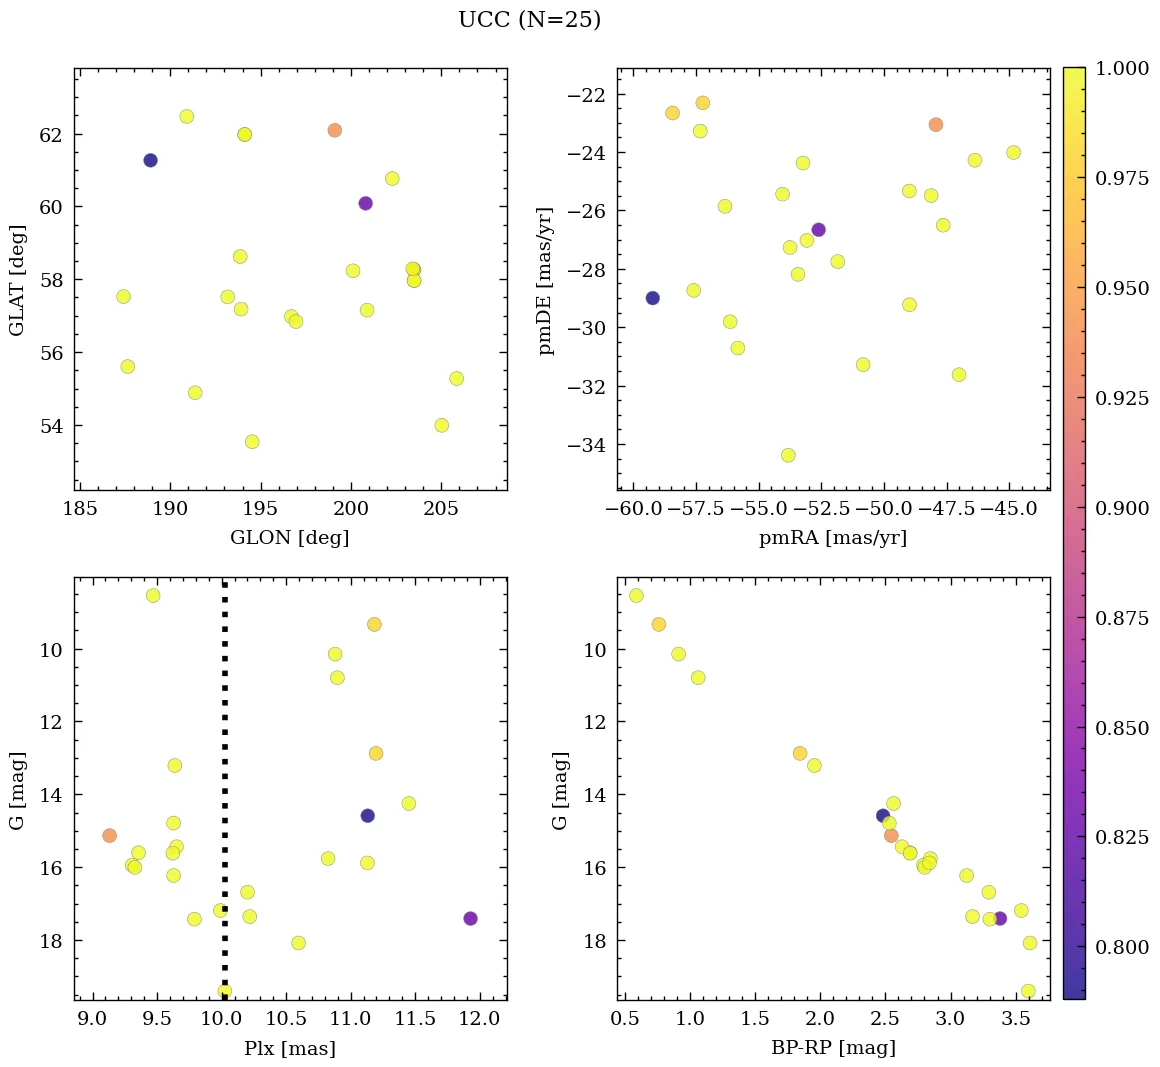 UCC (N=25)
62
60
58
56
54
GLAT [deg]
185 190 195 200 205
GLON [deg]
−22
−24
−26
−28
−30
−32
−34
pmDE [mas/yr]
−60.0 −57.5 −55.0 −52.5 −50.0 −47.5 −45.0
pmRA [mas/yr]
10
12
14
16
18
G [mag]
9.0 9.5 10.0 10.5 11.0 11.5 12.0
Plx [mas]
10
12
14
16
18
G [mag]
0.5 1.0 1.5 2.0 2.5 3.0 3.5
BP-RP [mag]
1.000
0.975
0.950
0.925
0.900
0.875
0.850
0.825
0.800